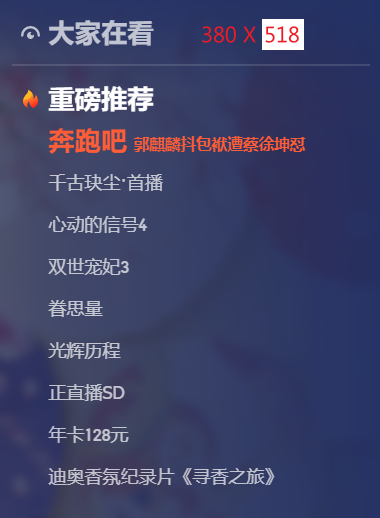 大家在看 380 X 518
重磅推荐
奔跑吧 郭麒麟抖包袱遭蔡徐坤怼
千古玦尘·首播
心动的信号4
双世宠妃3
眷思量
光辉历程
正直播SD
年卡128元
迪奥香氛纪录片《寻香之旅》